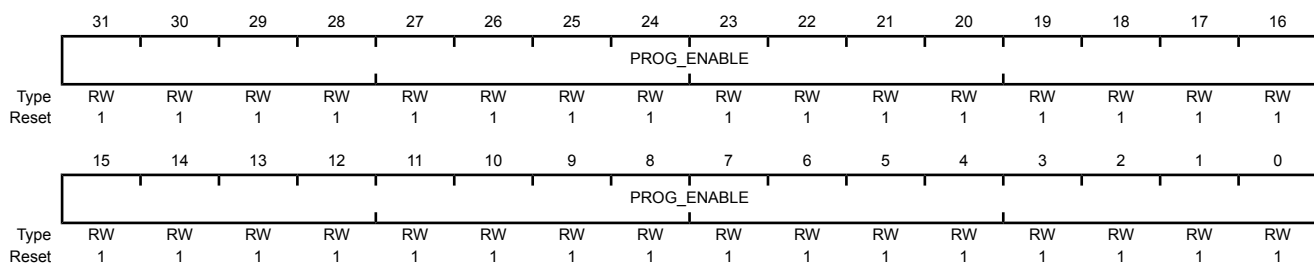 31 30 29 28 27 26 25 24 23 22 21 20 19 18 17 16
PROG_ENABLE
Type RW RW RW RW RW RW RW RW RW RW RW RW RW RW RW RW
Reset 1 1 1 1 1 1 1 1 1 1 1 1 1 1 1 1
15 14 13 12 11 10 9 8 7 6 5 4 3 2 1 0
PROG_ENABLE
Type RW RW RW RW RW RW RW RW RW RW RW RW RW RW RW RW
Reset 1 1 1 1 1 1 1 1 1 1 1 1 1 1 1 1